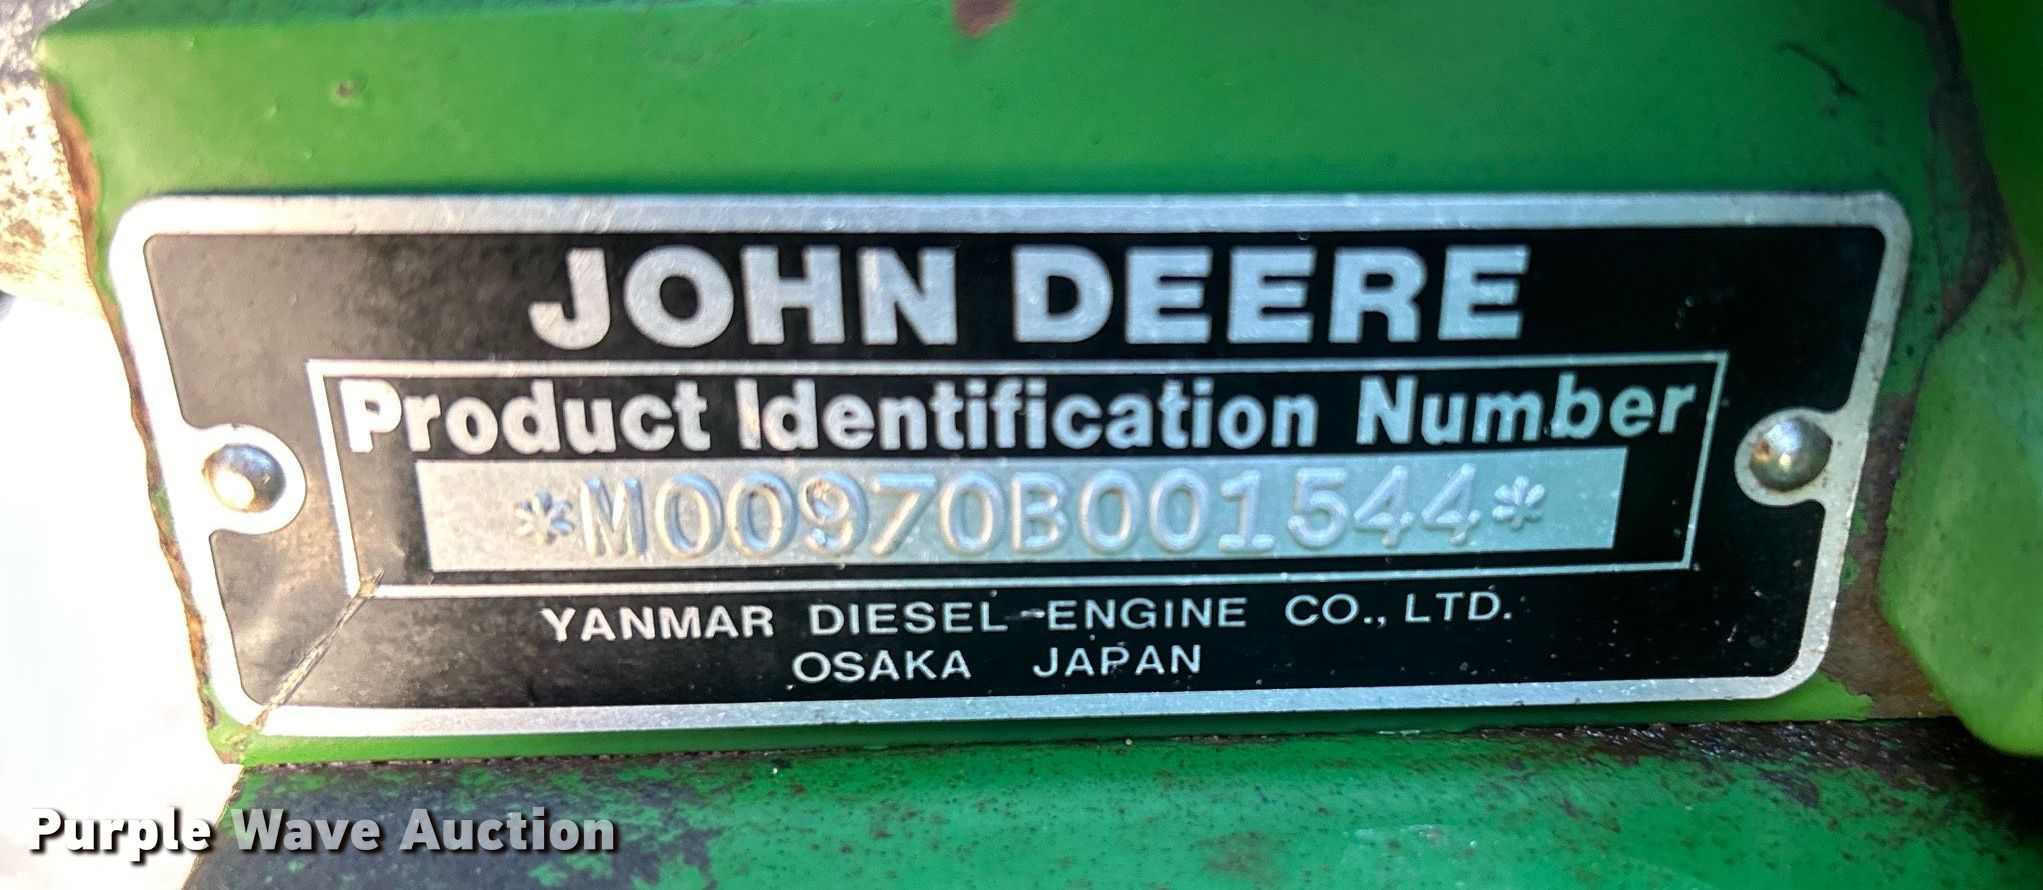 JOHN DEERE
Product Identification Number
*M00970B001544*
YANMAR DIESEL ENGINE CO., LTD.
OSAKA JAPAN
Purple Wave Auction